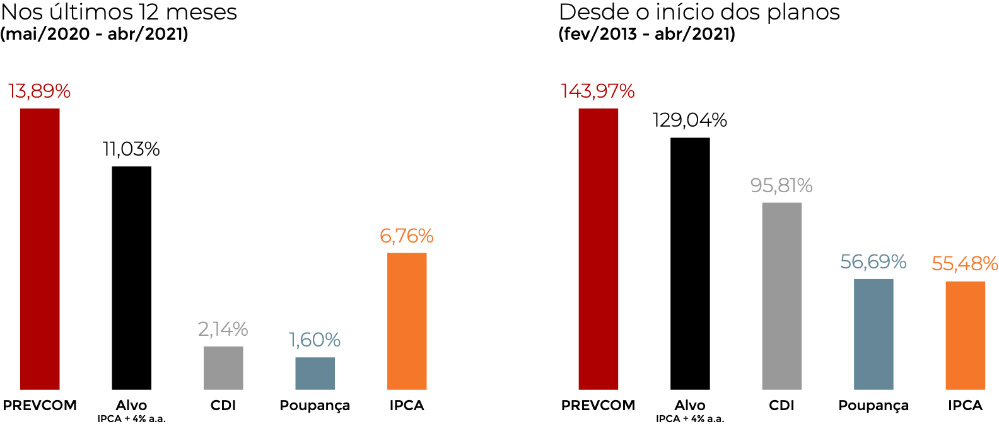 Nos últimos 12 meses
(mai/2020 - abr/2021)
13,89%
11,03%
2,14%
1,60%
6,76%
PREVCOM
Alvo
IPCA + 4% a.a.
CDI
Poupança
IPCA
Desde o início dos planos
(fev/2013 - abr/2021)
143,97%
129,04%
95,81%
56,69%
55,48%
PREVCOM
Alvo
IPCA + 4% a.a.
CDI
Poupança
IPCA